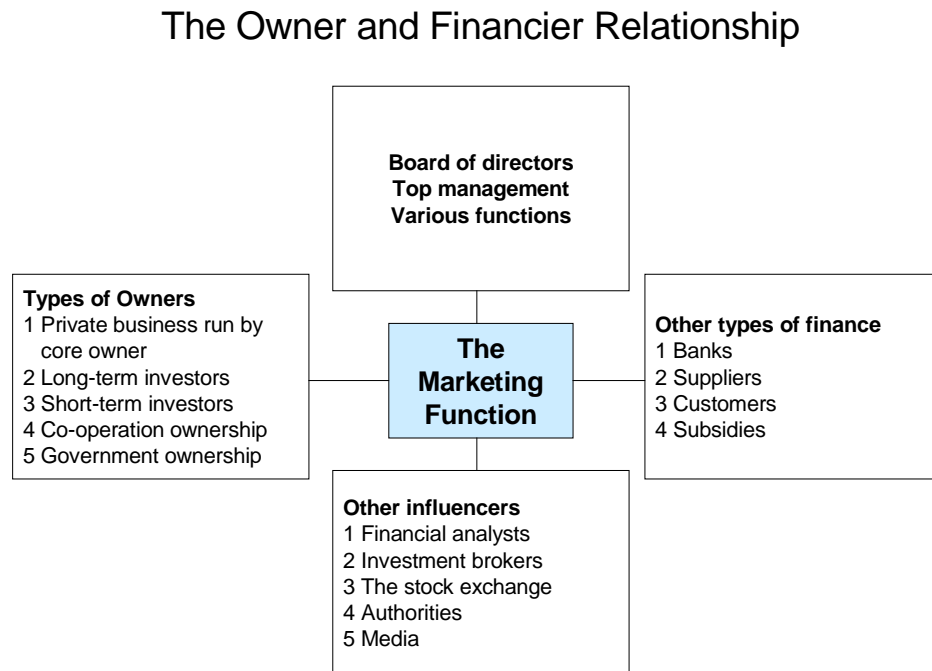 The Owner and Financier Relationship
Board of directors
Top management
Various functions
Types of Owners
1 Private business run by
core owner
2 Long-term investors
3 Short-term investors
4 Co-operation ownership
5 Government ownership
The
Marketing
Function
Other types of finance
1 Banks
2 Suppliers
3 Customers
4 Subsidies
Other influencers
1 Financial analysts
2 Investment brokers
3 The stock exchange
4 Authorities
5 Media